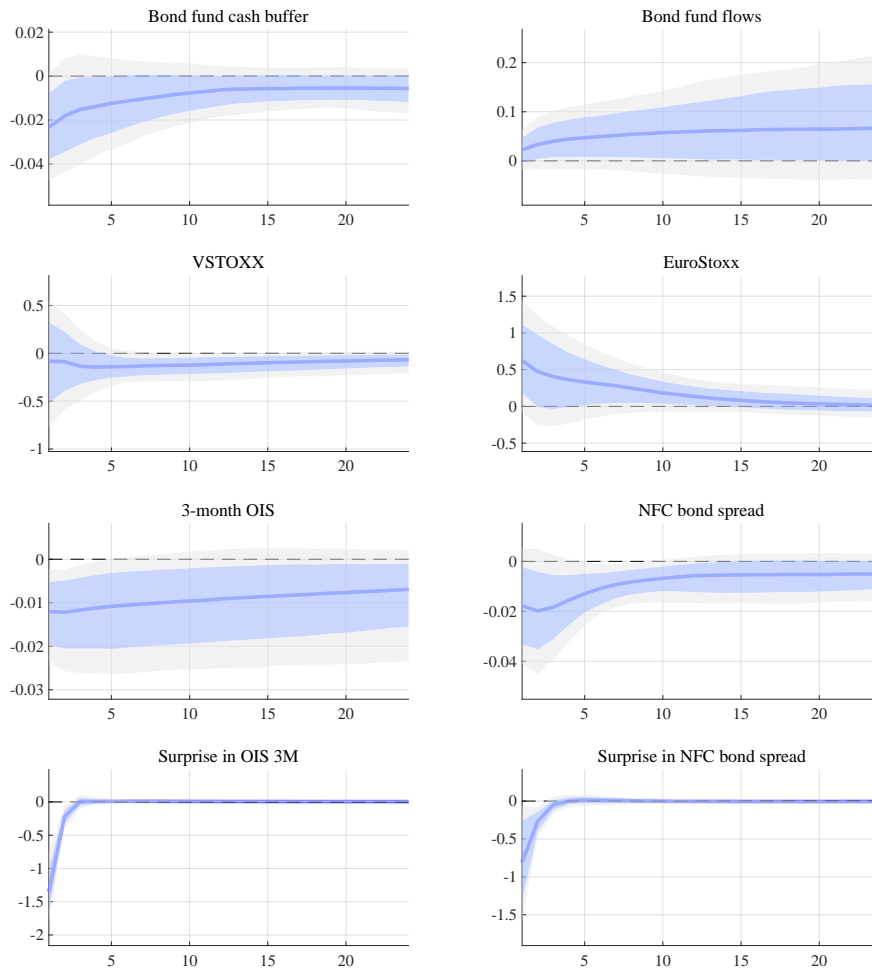 Bond fund cash buffer
0.02
0
-0.02
-0.04
5 10 15 20
Bond fund flows
0.2
0.1
0
5 10 15 20
VSTOXX
0.5
0
-0.5
-1
5 10 15 20
EuroStoxx
1.5
1
0.5
0
-0.5
5 10 15 20
3-month OIS
0
-0.01
-0.02
-0.03
5 10 15 20
NFC bond spread
0
-0.02
-0.04
5 10 15 20
Surprise in OIS 3M
0
-0.5
-1
-1.5
-2
5 10 15 20
Surprise in NFC bond spread
0
-0.5
-1
-1.5
5 10 15 20